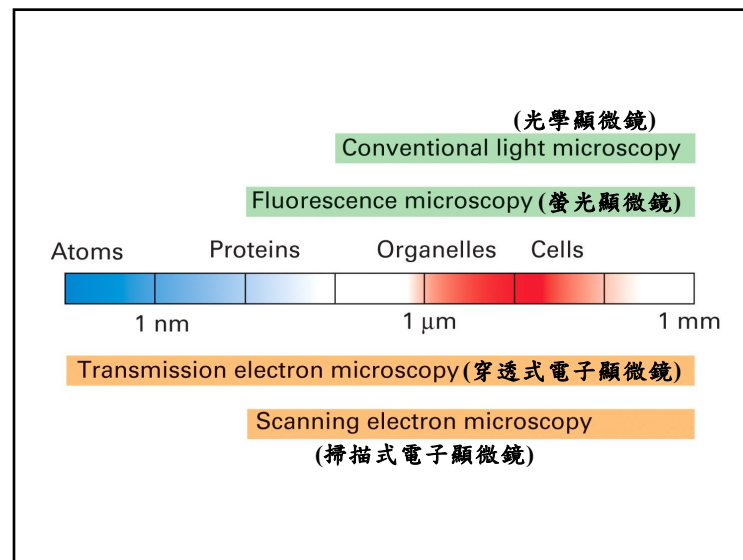 (光學顯微鏡)
Conventional light microscopy
Fluorescence microscopy (螢光顯微鏡)
Atoms Proteins Organelles Cells
1 nm 1 μm 1 mm
Transmission electron microscopy (穿透式電子顯微鏡)
Scanning electron microscopy
(掃描式電子顯微鏡)